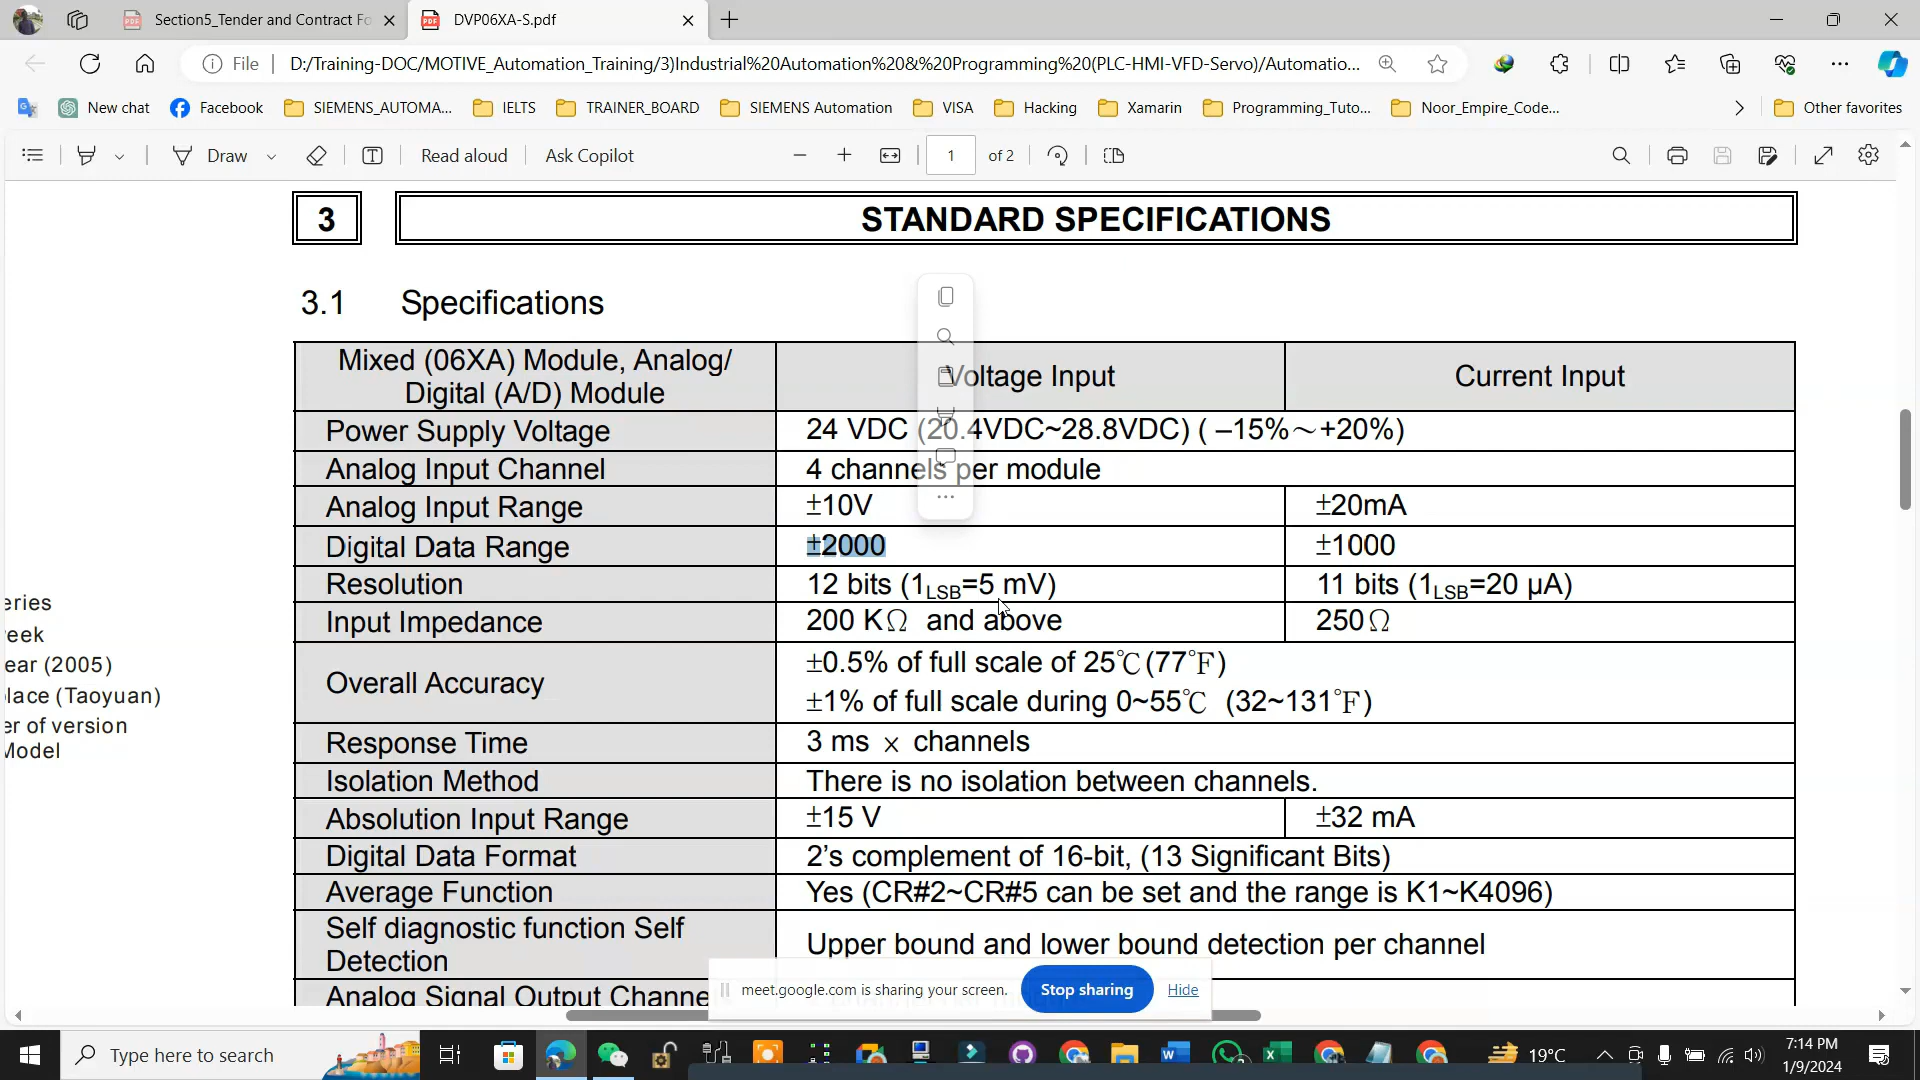 Section5_Tender and Contract Fo
DVP06XA-S.pdf
File
D:/Training-DOC/MOTIVE_Automation_Training/3)Industrial%20Automation%20&%20Programming%20(PLC-HMI-VFD-Servo)/Automatio...
New chat
Facebook
SIEMENS_AUTOMA...
IELTS
TRAINER_BOARD
SIEMENS Automation
VISA
Hacking
Xamarin
Programming_Tuto...
Noor_Empire_Code...
Other favorites
Draw
Read aloud
Ask Copilot
1 of 2
3
STANDARD SPECIFICATIONS
3.1 Specifications
Mixed (06XA) Module, Analog/
Digital (A/D) Module
Voltage Input
Current Input
Power Supply Voltage
24 VDC (20.4VDC~28.8VDC) ( –15%~+20%)
Analog Input Channel
4 channels per module
Analog Input Range
±10V
±20mA
Digital Data Range
±2000
±1000
Resolution
12 bits (1LSB=5 mV)
11 bits (1LSB=20 μA)
Input Impedance
200 KΩ and above
250Ω
Overall Accuracy
±0.5% of full scale of 25℃(77℉)
±1% of full scale during 0~55℃ (32~131℉)
Response Time
3 ms × channels
Isolation Method
There is no isolation between channels.
Absolution Input Range
±15 V
±32 mA
Digital Data Format
2’s complement of 16-bit, (13 Significant Bits)
Average Function
Yes (CR#2~CR#5 can be set and the range is K1~K4096)
Self diagnostic function Self
Detection
Upper bound and lower bound detection per channel
Analog Signal Output Channe
eries
eek
ear (2005)
lace (Taoyuan)
er of version
Model
meet.google.com is sharing your screen.
Stop sharing
Hide
Type here to search
19°C
7:14 PM
1/9/2024